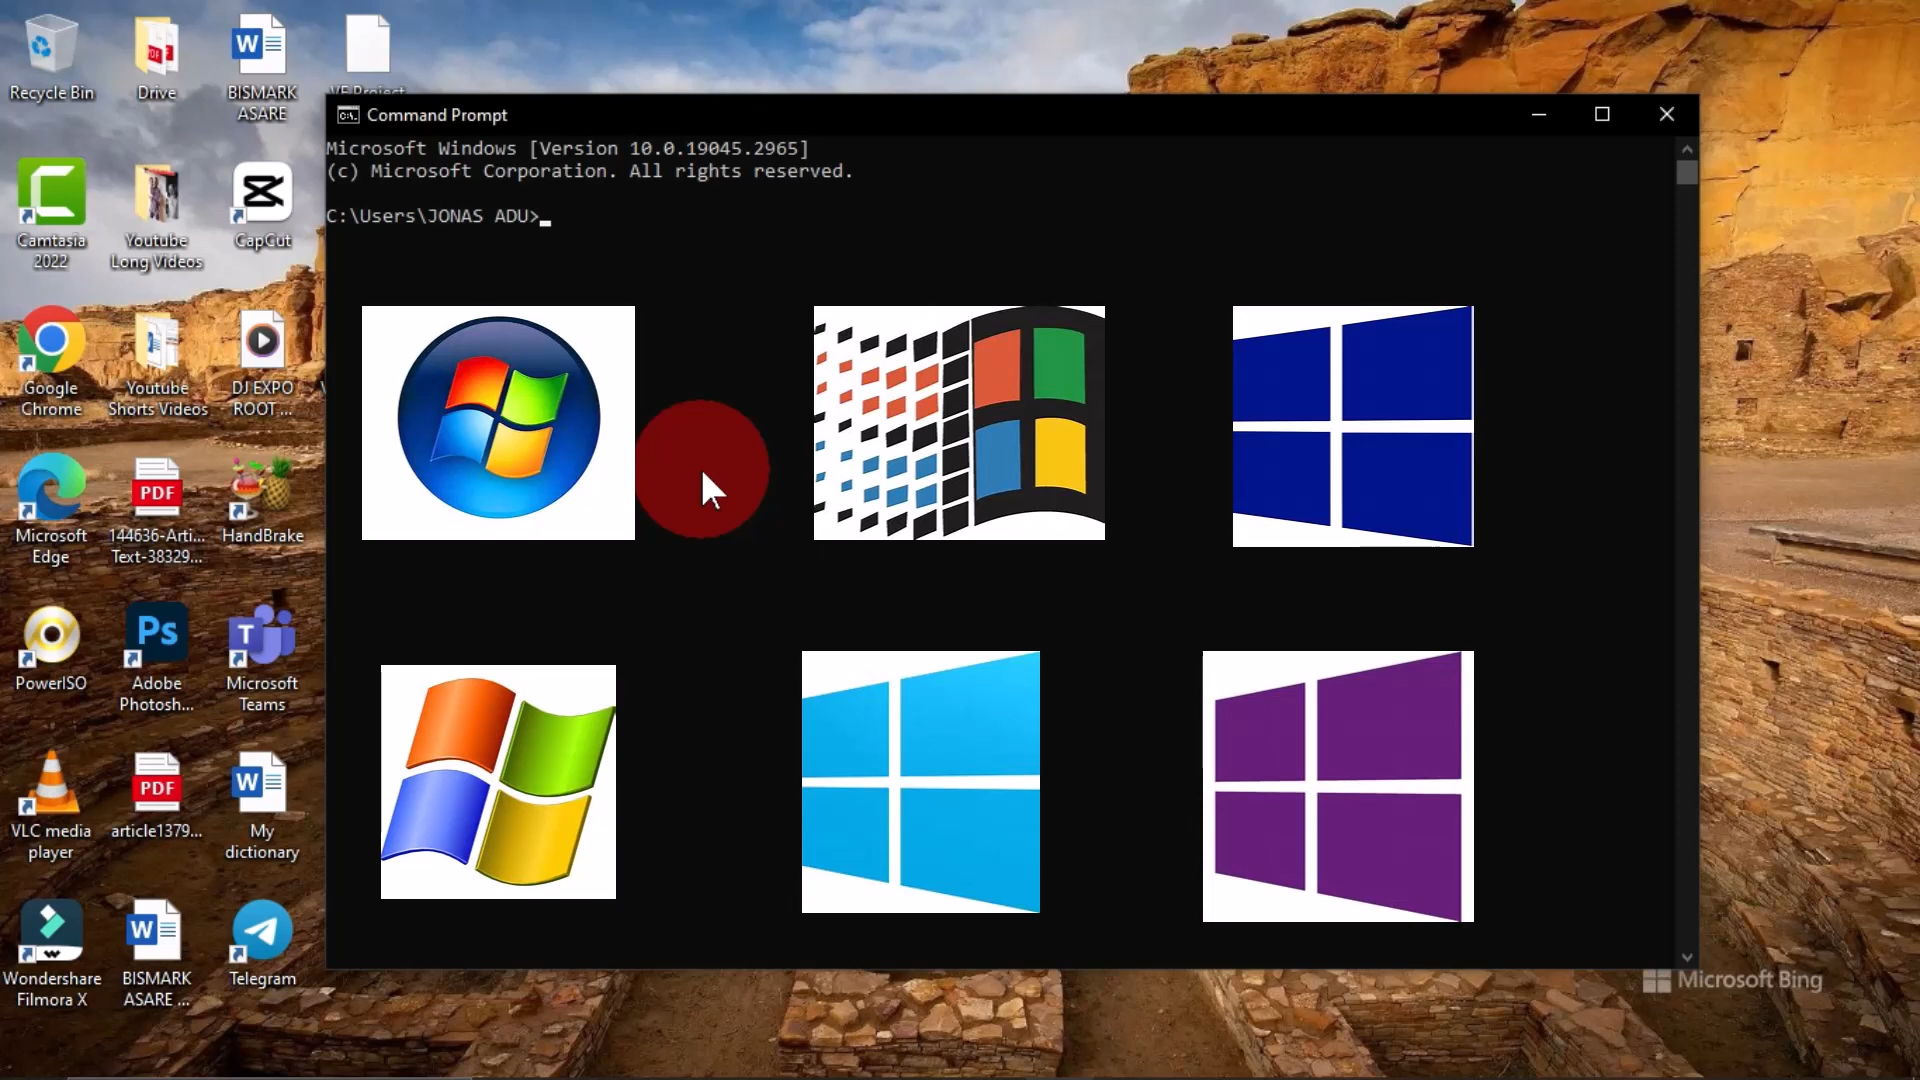 Recycle Bin
Drive
BISMARK
ASARE
VF Project
Command Prompt
Microsoft Windows [Version 10.0.19045.2965]
(c) Microsoft Corporation. All rights reserved.
C:\Users\JONAS ADU>
Camtasia
2022
Youtube
Long Videos
CapCut
Google
Chrome
Youtube
Shorts Videos
DJ EXPO
ROOT ...
Microsoft
Edge
PDF
144636-Arti...
Text-38329...
HandBrake
PowerISO
Ps
Adobe
Photosh...
Microsoft
Teams
VLC media
player
PDF
article1379...
My
dictionary
Wondershare
Filmora X
BISMARK
ASARE ...
Telegram
Microsoft Bing